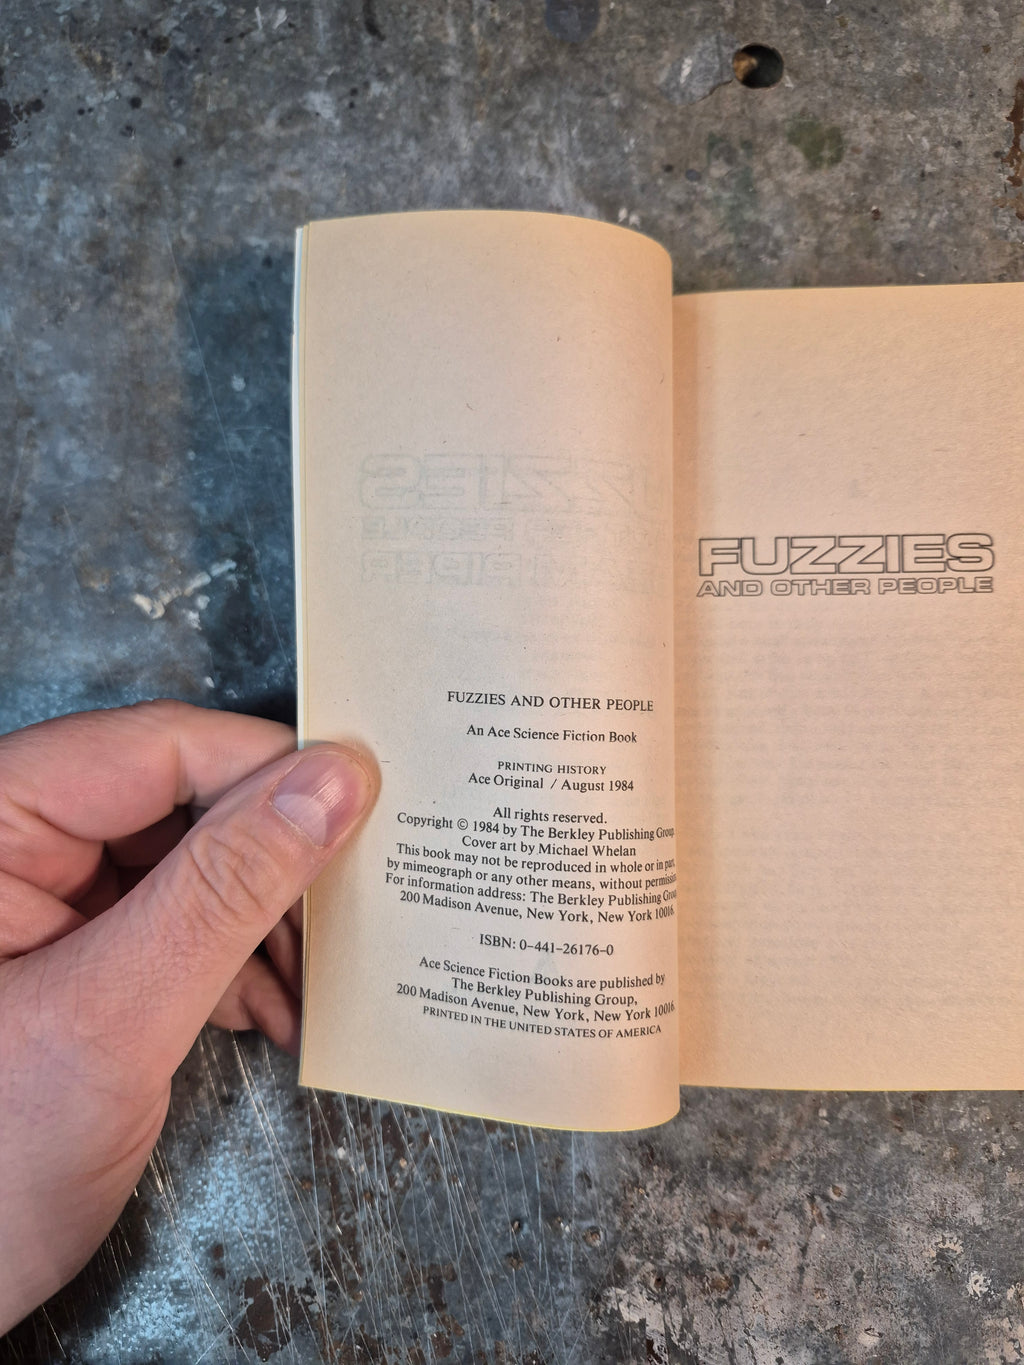 FUZZIES AND OTHER PEOPLE
An Ace Science Fiction Book
PRINTING HISTORY
Ace Original / August 1984
All rights reserved.
Copyright © 1984 by The Berkley Publishing Group.
Cover art by Michael Whelan
This book may not be reproduced in whole or in part,
by mimeograph or any other means, without permission.
For information address: The Berkley Publishing Group,
200 Madison Avenue, New York, New York 10016.
ISBN: 0-441-26176-0
Ace Science Fiction Books are published by
The Berkley Publishing Group,
200 Madison Avenue, New York, New York 10016.
PRINTED IN THE UNITED STATES OF AMERICA
FUZZIES
AND OTHER PEOPLE